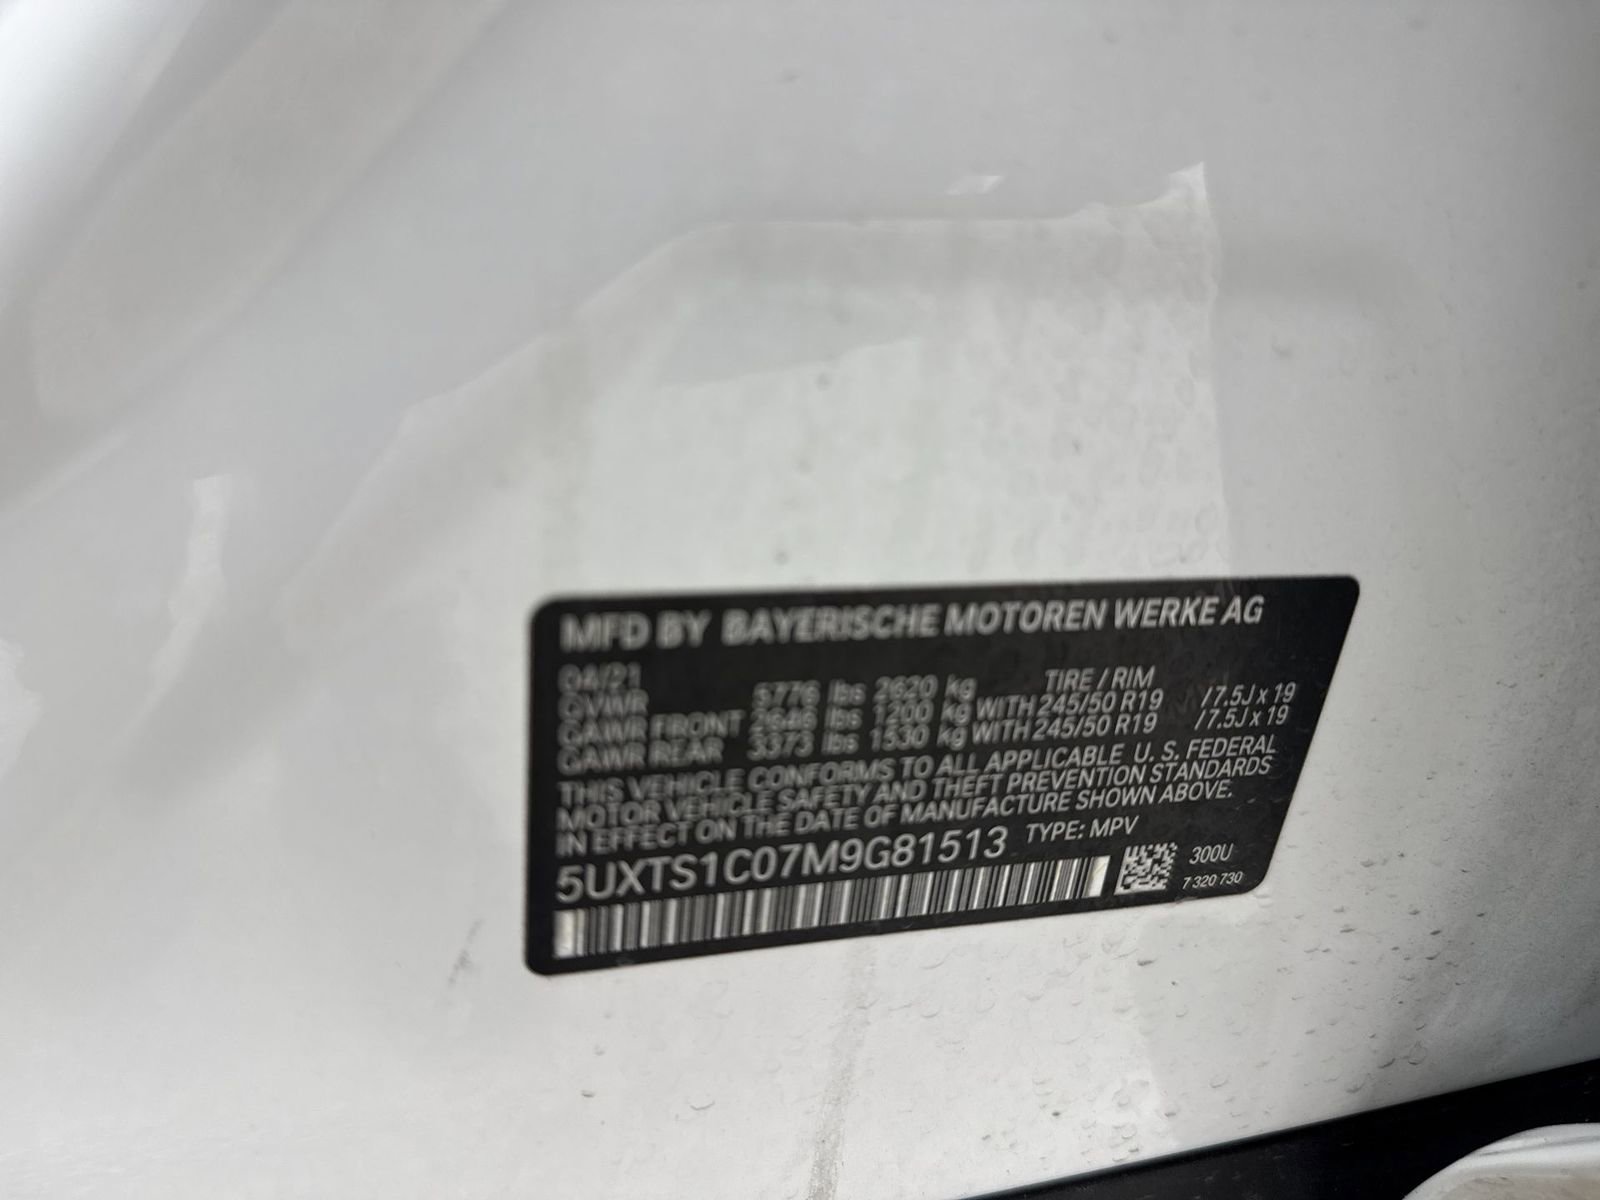 MFD BY BAYERISCHE MOTOREN WERKE AG
04/21 TIRE / RIM
GVWR 5776 lbs 2620 kg
GAWR FRONT 2646 lbs 1200 kg WITH 245/50 R19 /7.5J x 19
GAWR REAR 3373 lbs 1530 kg WITH 245/50 R19 /7.5J x 19
THIS VEHICLE CONFORMS TO ALL APPLICABLE U. S. FEDERAL
MOTOR VEHICLE SAFETY AND THEFT PREVENTION STANDARDS
IN EFFECT ON THE DATE OF MANUFACTURE SHOWN ABOVE.
5UXTS1C07M9G81513 TYPE: MPV
300U
7 320 730